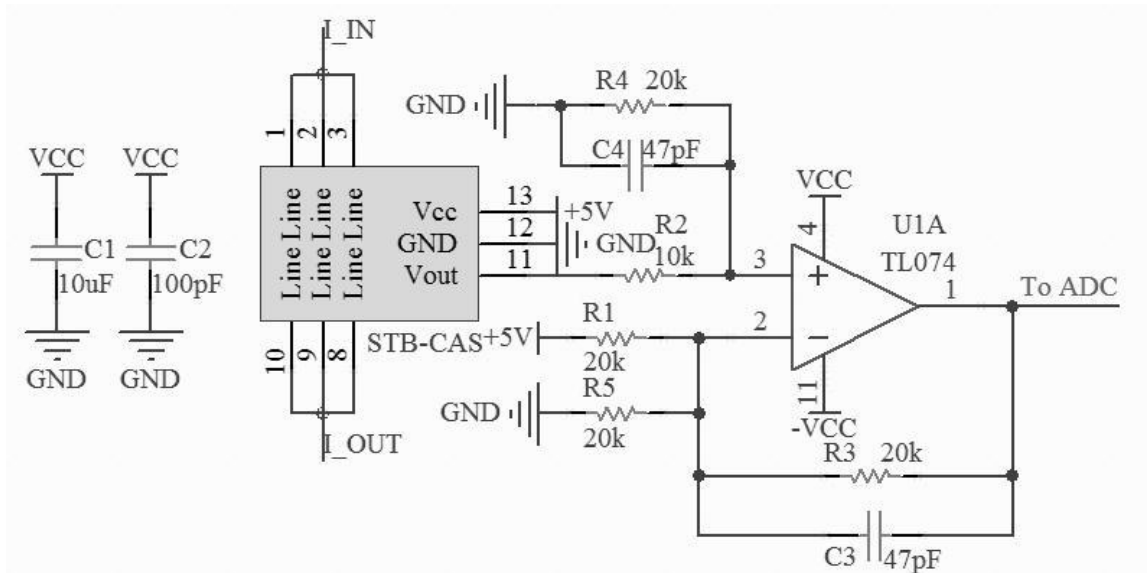 I_IN
R4 20k
GND
C4 47pF
1 2 3
VCC VCC
VCC
Line Line Line
Vcc 13 +5V
GND 12 GND
Vout 11
R2
10k
4
U1A
TL074
3
+
1
To ADC
C1
10uF
C2
100pF
R1
20k
2
−
STB-CAS +5V
10 9 8
GND GND
GND
R5
20k
11
-VCC
I_OUT
R3 20k
C3 47pF